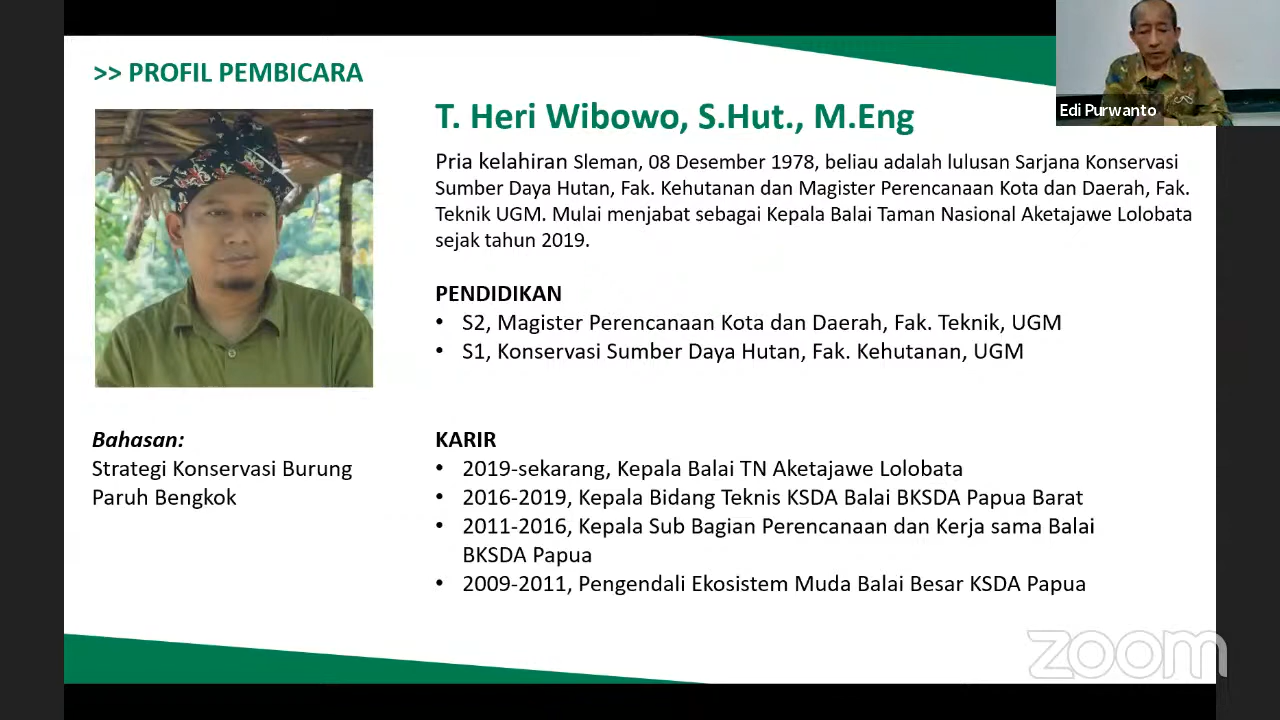 >> PROFIL PEMBICARA
T. Heri Wibowo, S.Hut., M.Eng
Pria kelahiran Sleman, 08 Desember 1978, beliau adalah lulusan Sarjana Konservasi
Sumber Daya Hutan, Fak. Kehutanan dan Magister Perencanaan Kota dan Daerah, Fak.
Teknik UGM. Mulai menjabat sebagai Kepala Balai Taman Nasional Aketajawe Lolobata
sejak tahun 2019.
PENDIDIKAN
• S2, Magister Perencanaan Kota dan Daerah, Fak. Teknik, UGM
• S1, Konservasi Sumber Daya Hutan, Fak. Kehutanan, UGM
Bahasan:
Strategi Konservasi Burung
Paruh Bengkok
KARIR
• 2019-sekarang, Kepala Balai TN Aketajawe Lolobata
• 2016-2019, Kepala Bidang Teknis KSDA Balai BKSDA Papua Barat
• 2011-2016, Kepala Sub Bagian Perencanaan dan Kerja sama Balai
BKSDA Papua
• 2009-2011, Pengendali Ekosistem Muda Balai Besar KSDA Papua
Edi Purwanto
zoom